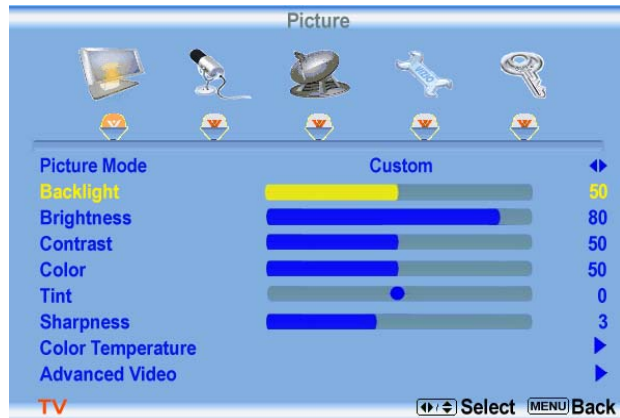 Picture
VIZIO
Picture Mode Custom
Backlight 50
Brightness 80
Contrast 50
Color 50
Tint 0
Sharpness 3
Color Temperature
Advanced Video
TV Select MENU Back